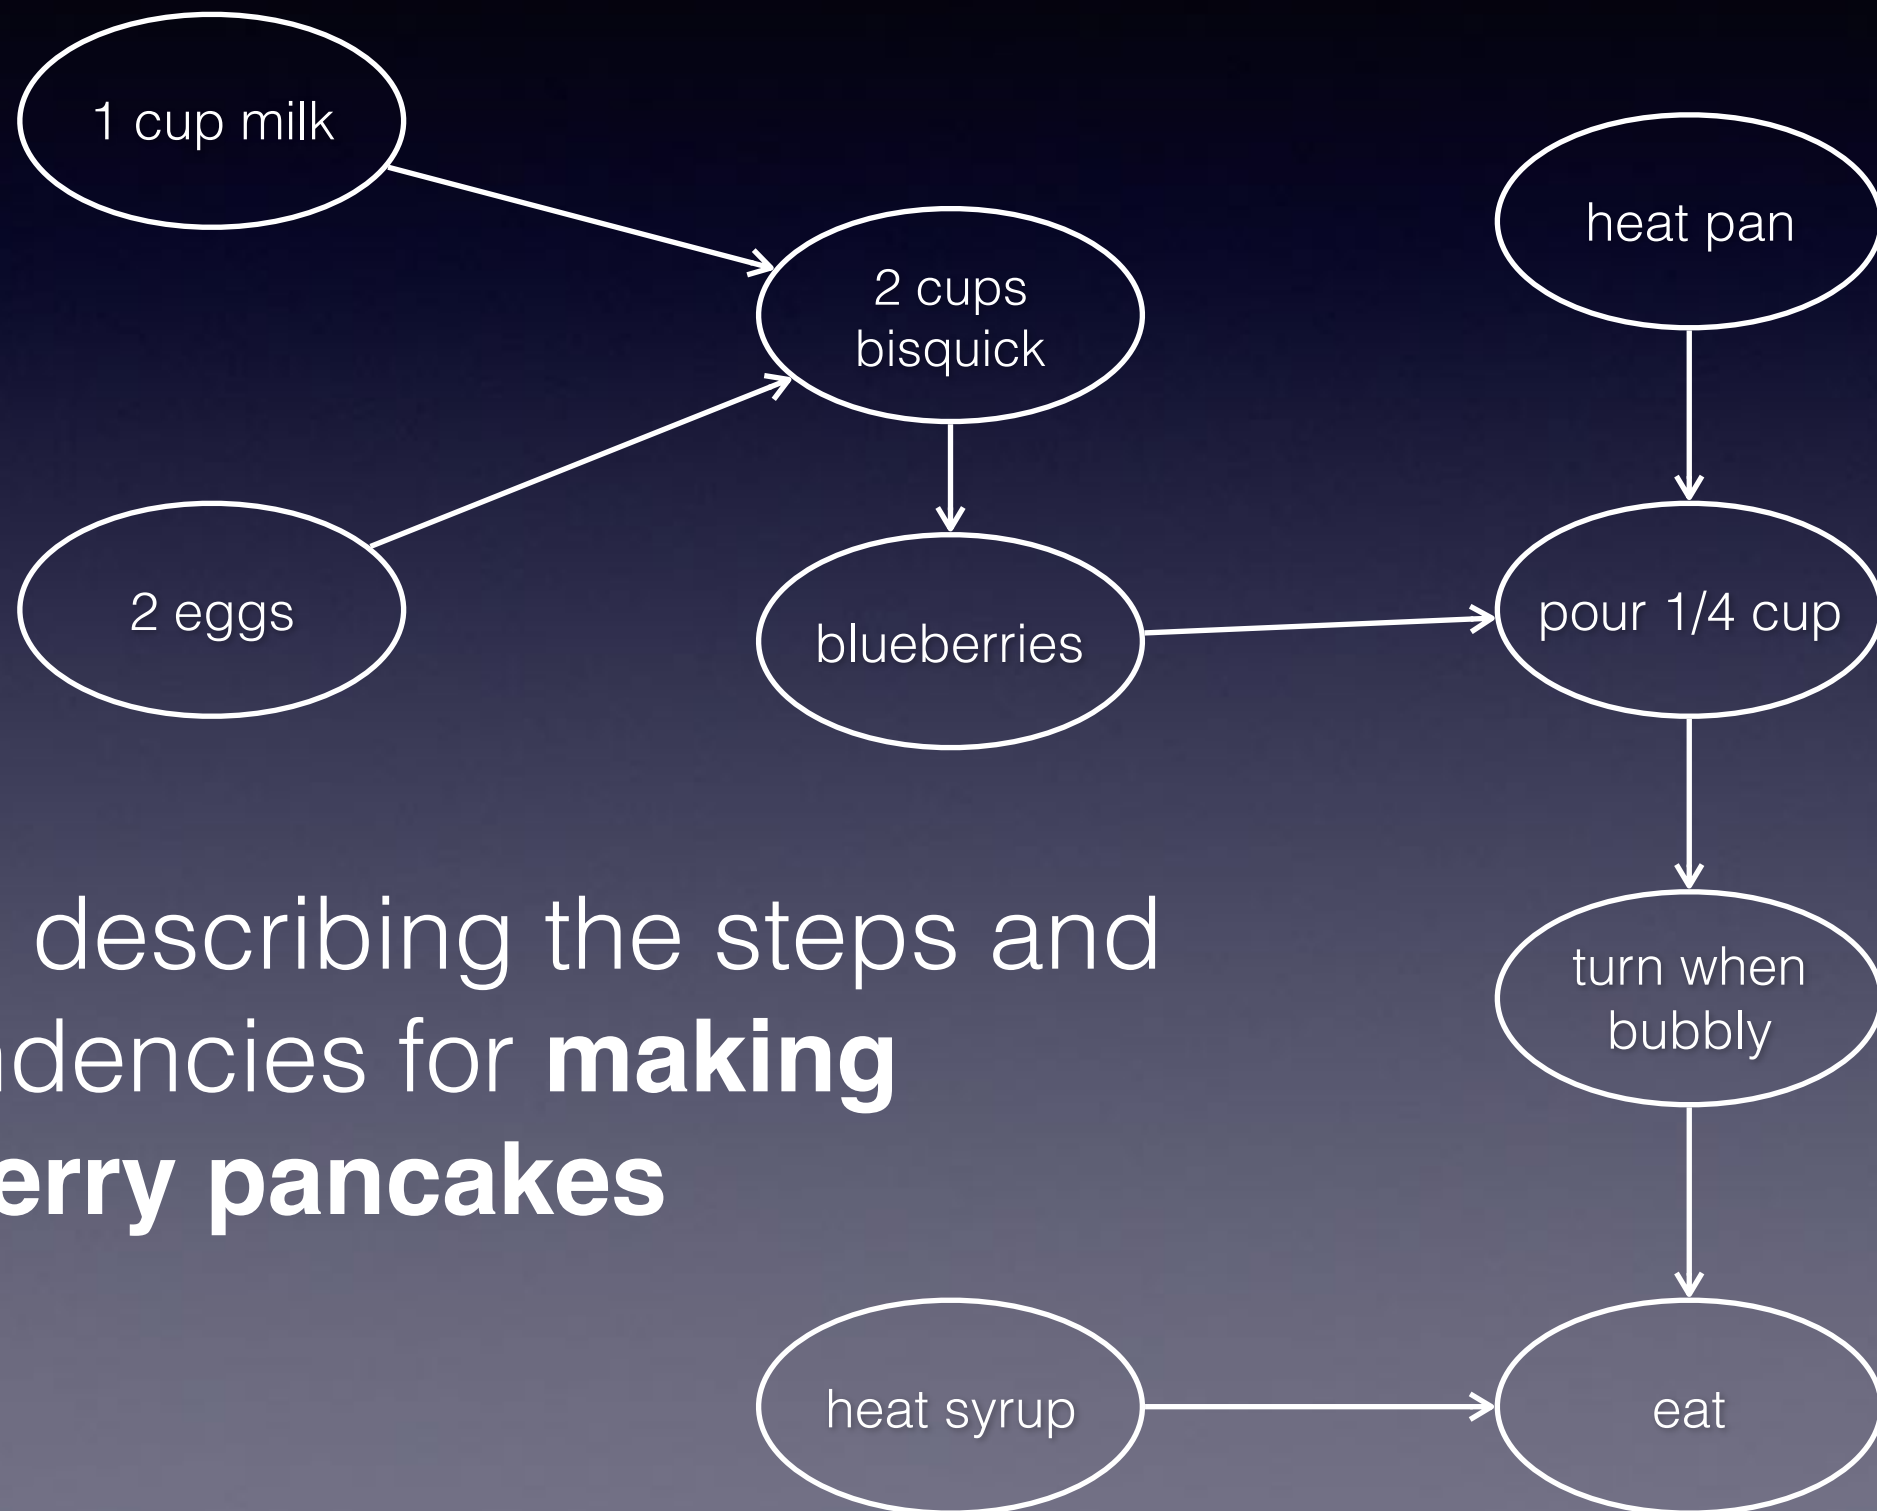 1 cup milk
heat pan
2 cups
bisquick
2 eggs
blueberries
pour 1/4 cup
describing the steps and
ndencies for making
erry pancakes
turn when
bubbly
heat syrup
eat